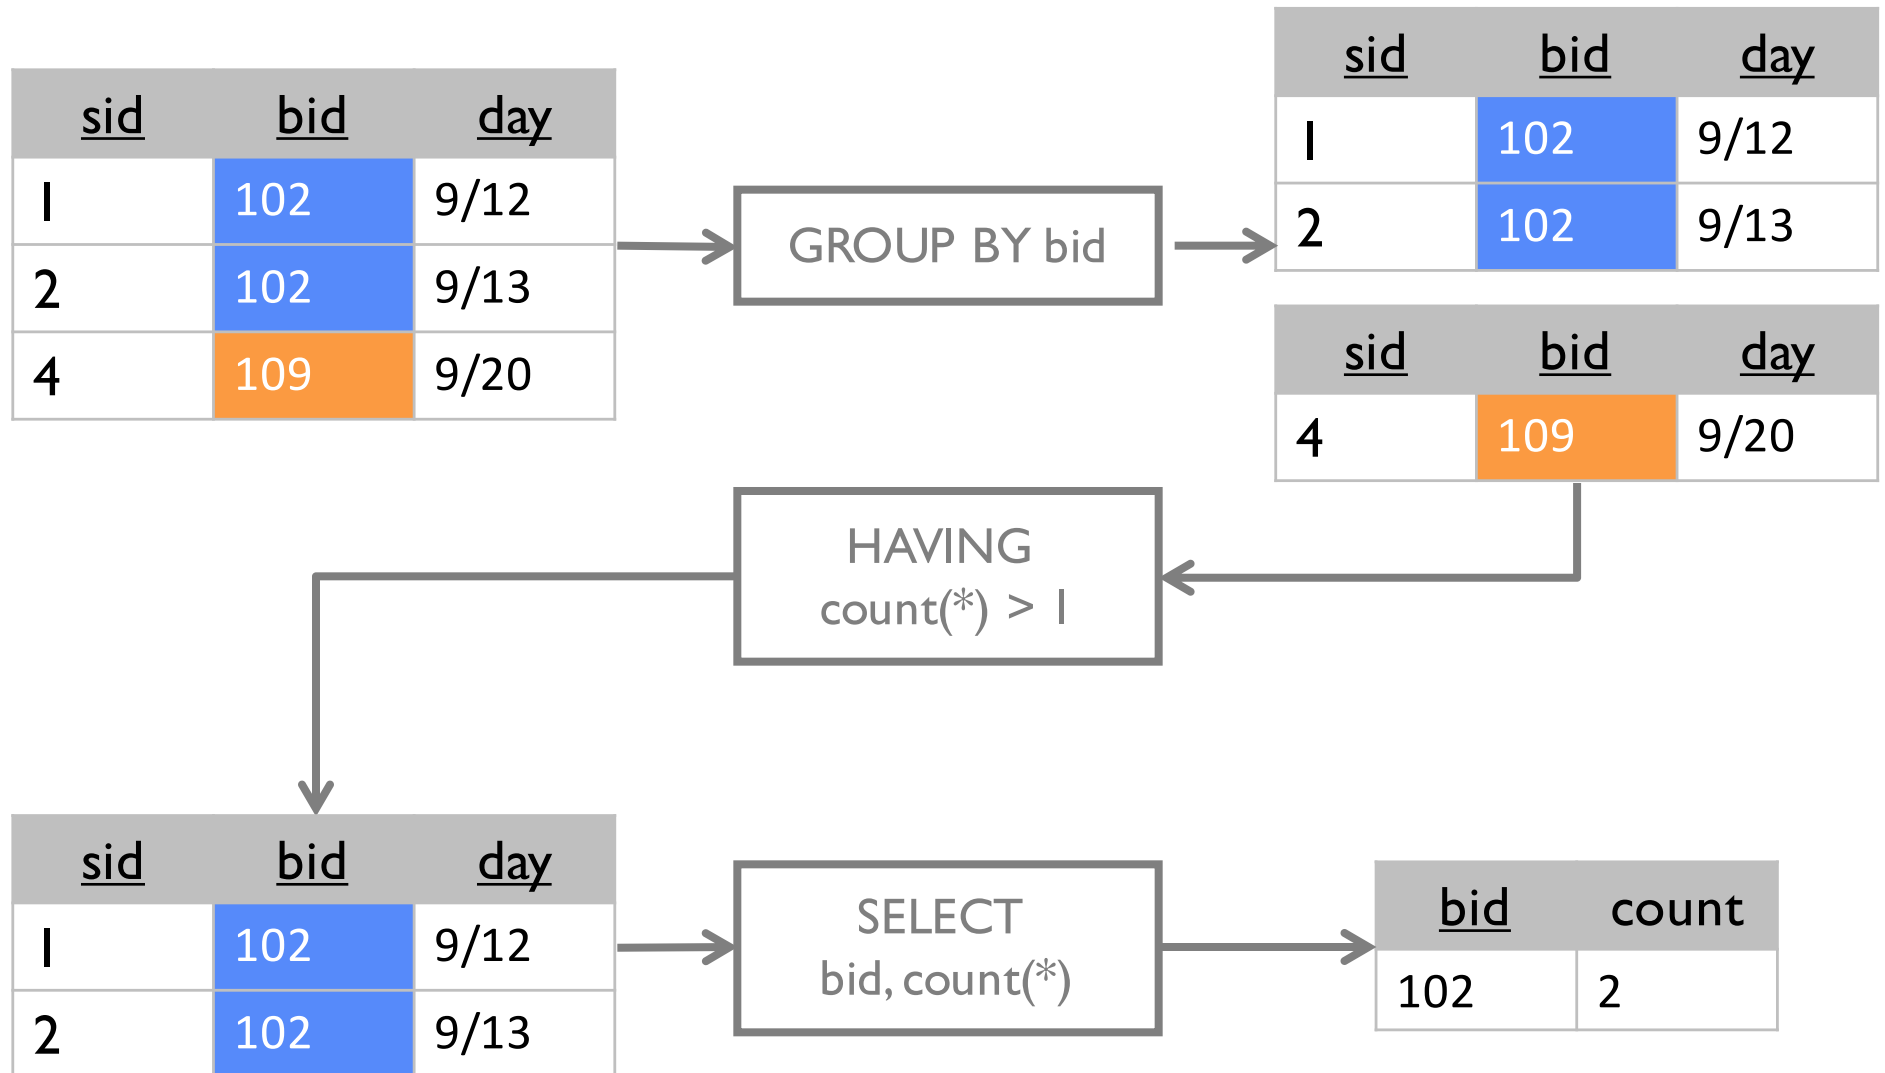 sid bid day
1 102 9/12
2 102 9/13
4 109 9/20
GROUP BY bid
sid bid day
1 102 9/12
2 102 9/13
sid bid day
4 109 9/20
HAVING
count(*) > 1
sid bid day
1 102 9/12
2 102 9/13
SELECT
bid, count(*)
bid count
102 2